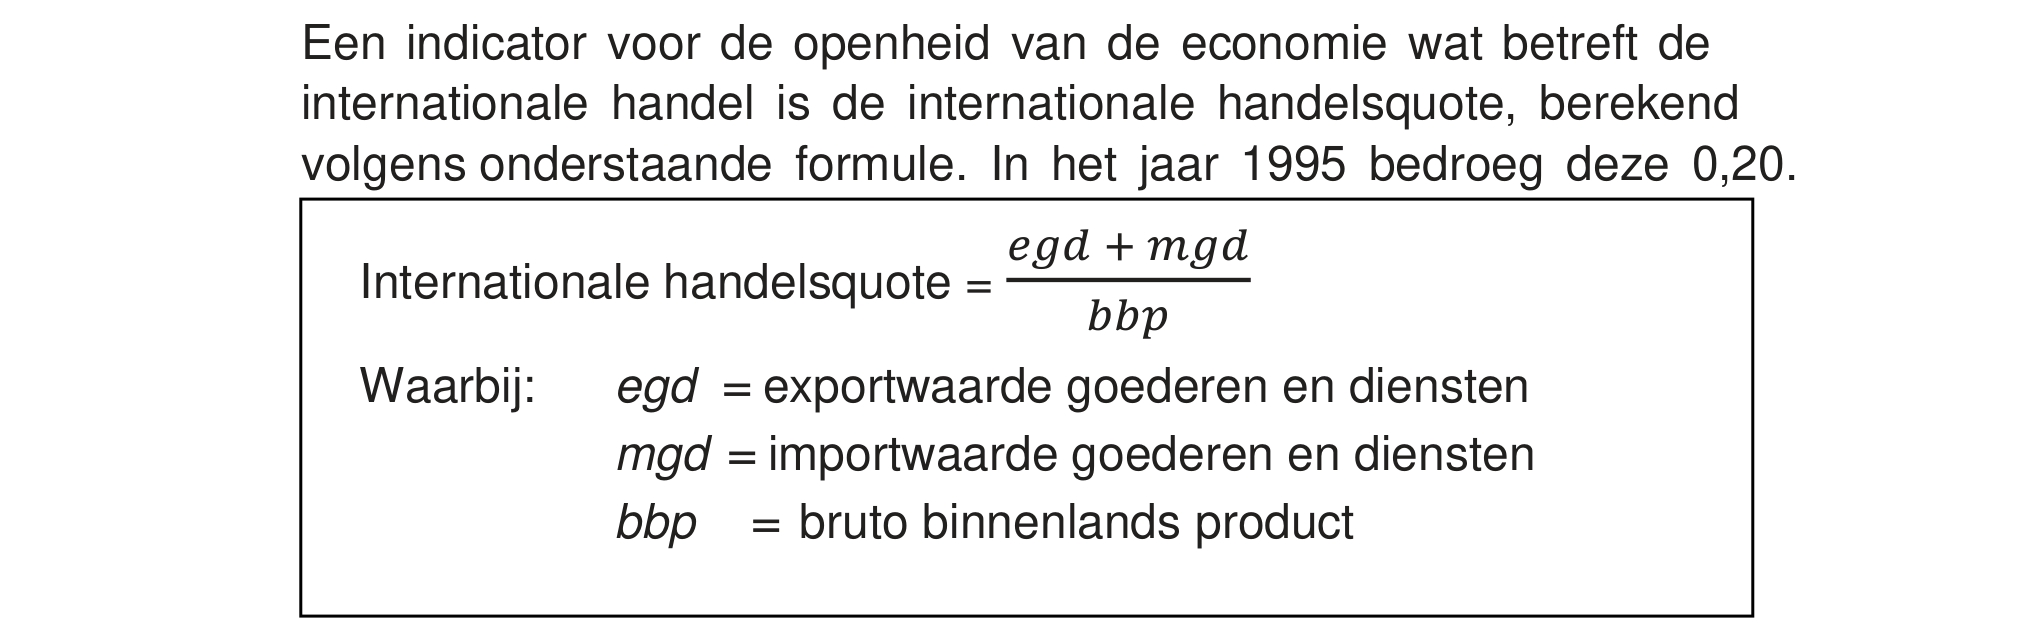 Een indicator voor de openheid van de economie wat betreft de
internationale handel is de internationale handelsquote, berekend
volgens onderstaande formule. In het jaar 1995 bedroeg deze 0,20.
Internationale handelsquote = egd + mgd / bbp
Waarbij: egd = exportwaarde goederen en diensten
mgd = importwaarde goederen en diensten
bbp = bruto binnenlands product